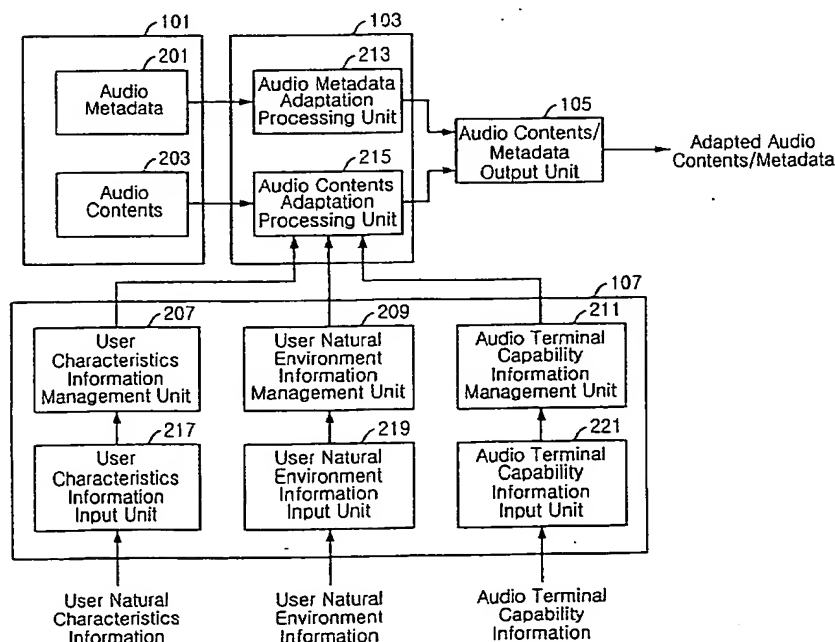 101
103
201
Audio
Metadata
213
Audio Metadata
Adaptation
Processing Unit
105
Audio Contents/
Metadata
Output Unit
Adapted Audio
Contents/Metadata
203
Audio
Contents
215
Audio Contents
Adaptation
Processing Unit
107
207
User
Characteristics
Information
Management Unit
209
User Natural
Environment
Information
Management Unit
211
Audio Terminal
Capability
Information
Management Unit
217
User
Characteristics
Information
Input Unit
219
User Natural
Environment
Information
Input Unit
221
Audio Terminal
Capability
Information
Input Unit
User Natural
Characteristics
Information
User Natural
Environment
Information
Audio Terminal
Capability
Information